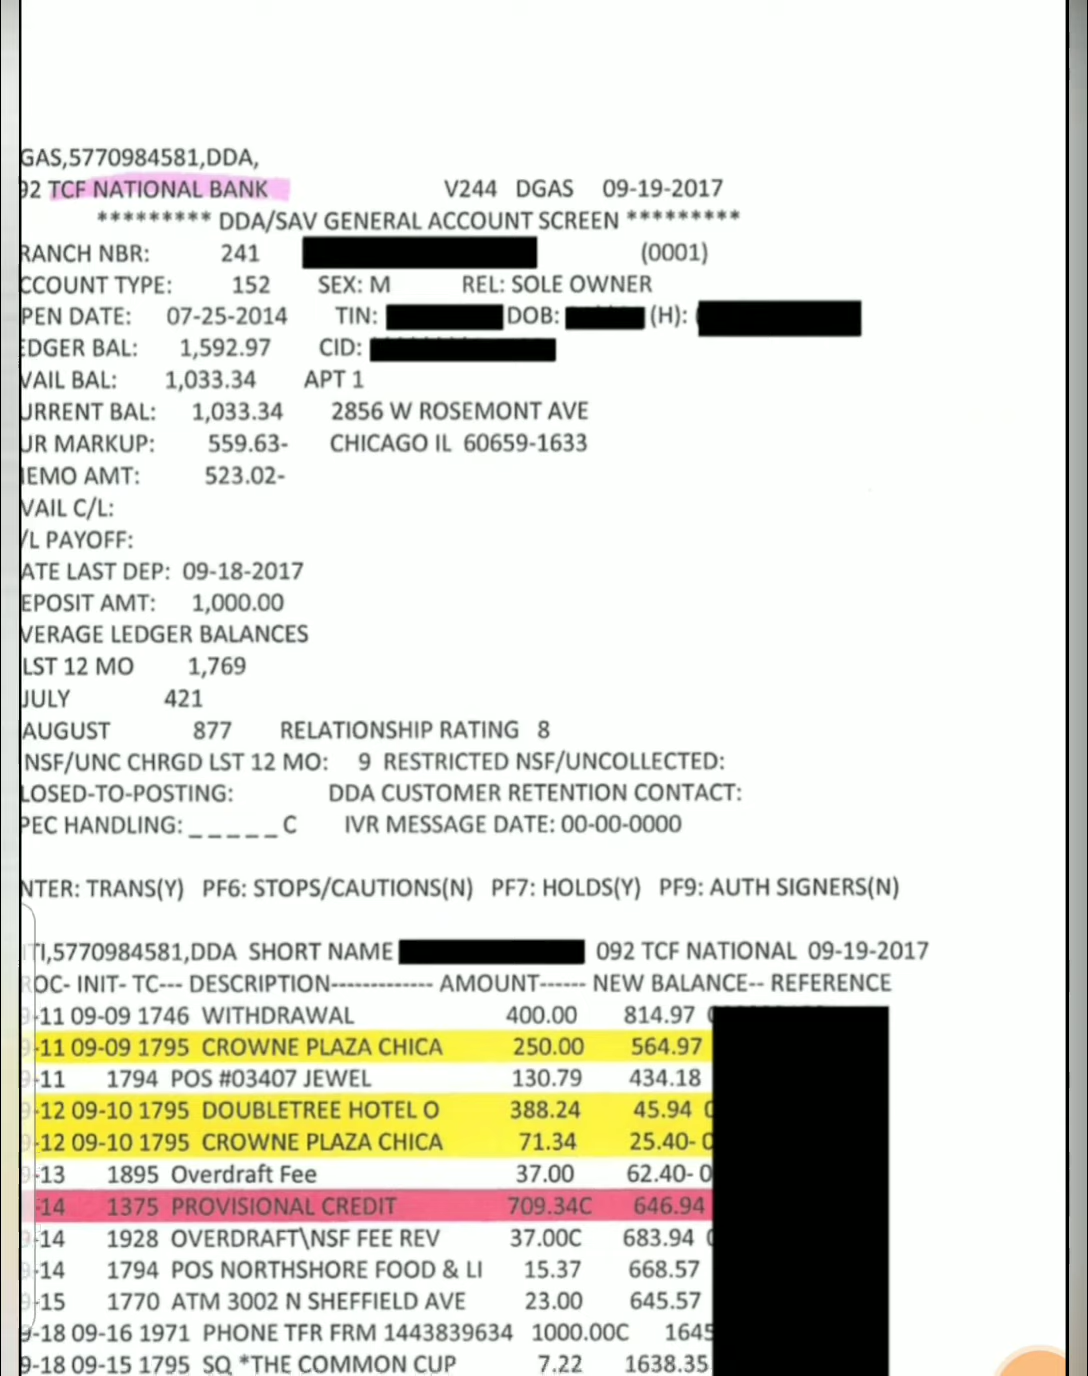 GAS,5770984581,DDA,
92 TCF NATIONAL BANK V244 DGAS 09-19-2017
********* DDA/SAV GENERAL ACCOUNT SCREEN *********
RANCH NBR: 241 (0001)
CCOUNT TYPE: 152 SEX: M REL: SOLE OWNER
PEN DATE: 07-25-2014 TIN: DOB: (H):
EDGER BAL: 1,592.97 CID:
VAIL BAL: 1,033.34 APT 1
URRENT BAL: 1,033.34 2856 W ROSEMONT AVE
UR MARKUP: 559.63- CHICAGO IL 60659-1633
EMO AMT: 523.02-
VAIL C/L:
/L PAYOFF:
ATE LAST DEP: 09-18-2017
EPOSIT AMT: 1,000.00
VERAGE LEDGER BALANCES
LST 12 MO 1,769
JULY 421
AUGUST 877 RELATIONSHIP RATING 8
NSF/UNC CHRGD LST 12 MO: 9 RESTRICTED NSF/UNCOLLECTED:
LOSED-TO-POSTING: DDA CUSTOMER RETENTION CONTACT:
PEC HANDLING: _ _ _ _ _ C IVR MESSAGE DATE: 00-00-0000
NTER: TRANS(Y) PF6: STOPS/CAUTIONS(N) PF7: HOLDS(Y) PF9: AUTH SIGNERS(N)
ITI,5770984581,DDA SHORT NAME 092 TCF NATIONAL 09-19-2017
ROC- INIT- TC--- DESCRIPTION------------- AMOUNT------ NEW BALANCE-- REFERENCE
9-11 09-09 1746 WITHDRAWAL 400.00 814.97
9-11 09-09 1795 CROWNE PLAZA CHICA 250.00 564.97
9-11 1794 POS #03407 JEWEL 130.79 434.18
9-12 09-10 1795 DOUBLETREE HOTEL O 388.24 45.94
9-12 09-10 1795 CROWNE PLAZA CHICA 71.34 25.40-
9-13 1895 Overdraft Fee 37.00 62.40-
-14 1375 PROVISIONAL CREDIT 709.34C 646.94
9-14 1928 OVERDRAFT\NSF FEE REV 37.00C 683.94
9-14 1794 POS NORTHSHORE FOOD & LI 15.37 668.57
9-15 1770 ATM 3002 N SHEFFIELD AVE 23.00 645.57
9-18 09-16 1971 PHONE TFR FRM 1443839634 1000.00C 1645
9-18 09-15 1795 SQ *THE COMMON CUP 7.22 1638.35